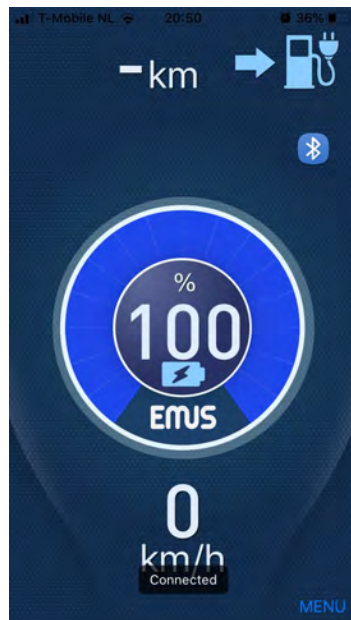 T-Mobile NL 20:50 36%
-km
%
100
EMUS
0
km/h
Connected
MENU